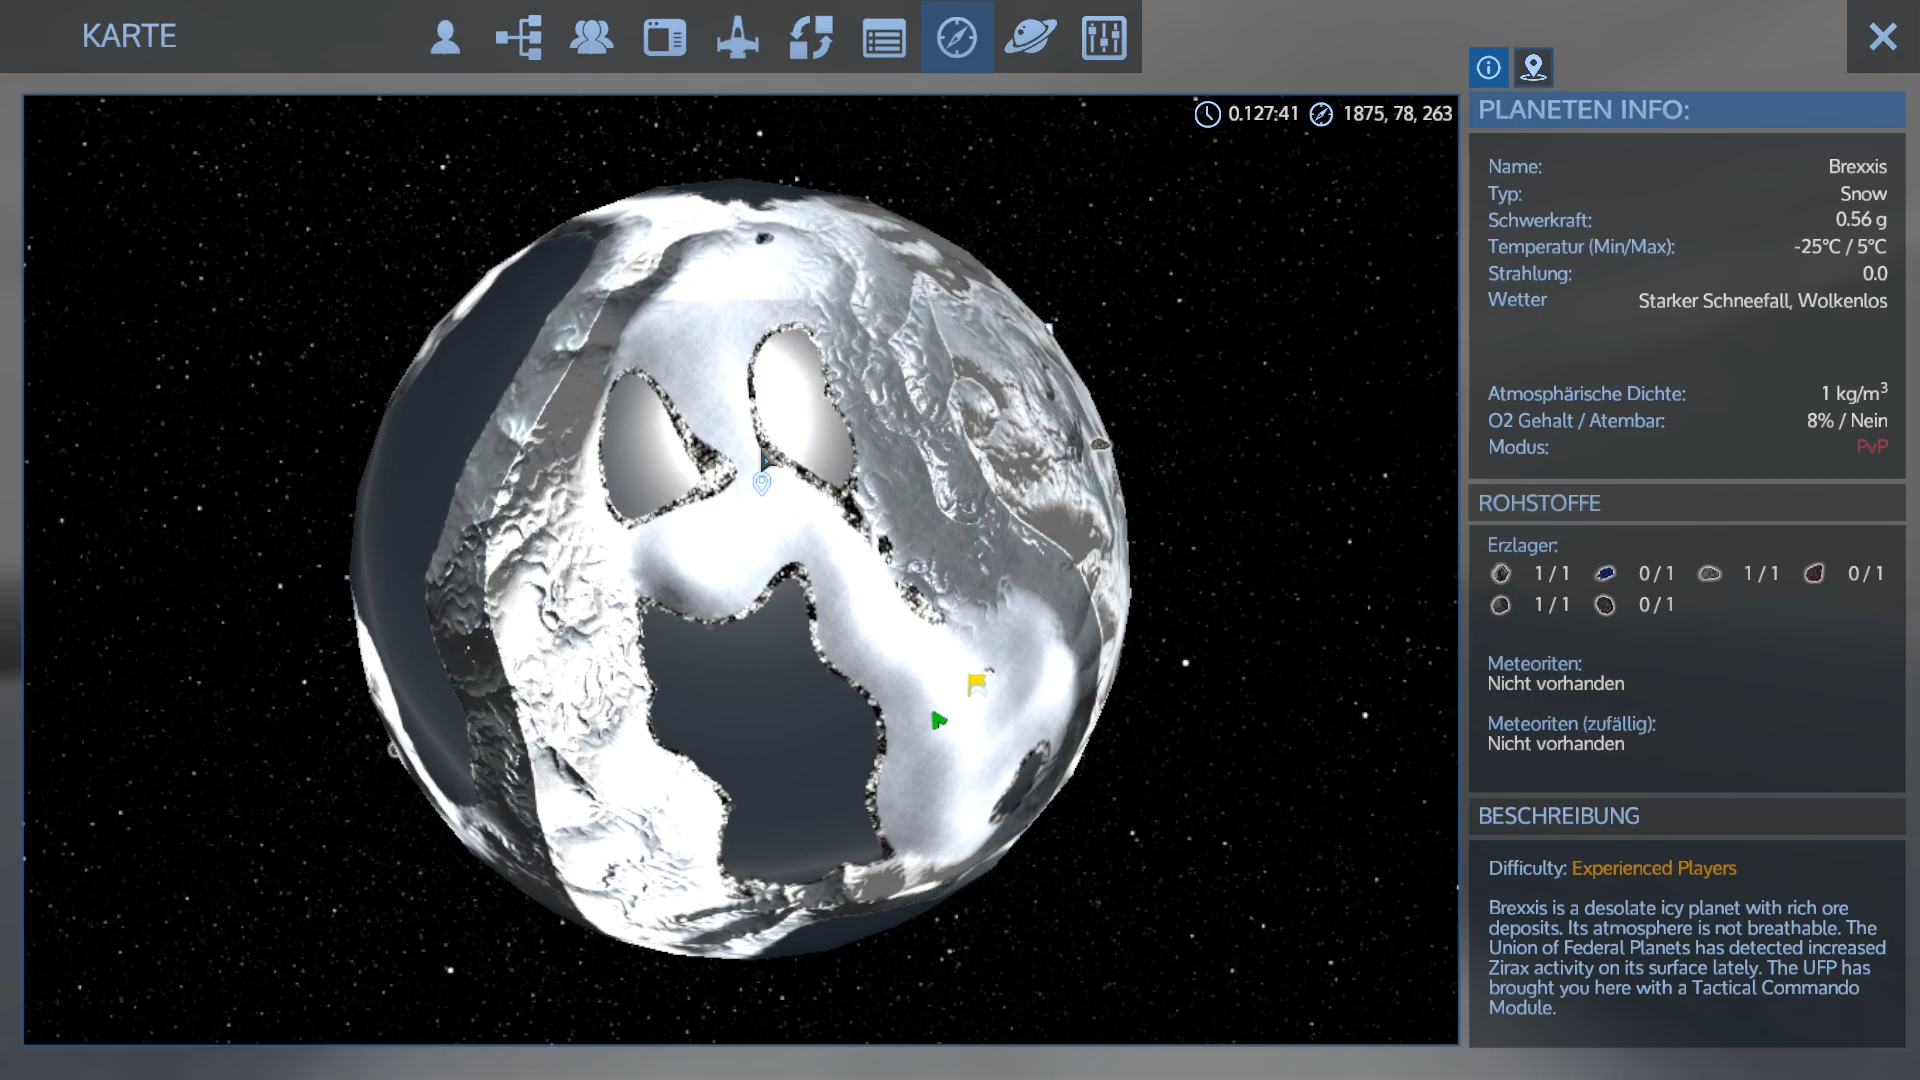 KARTE
0.127:41 1875, 78, 263
PLANETEN INFO:
Name: Brexxis
Typ: Snow
Schwerkraft: 0.56 g
Temperatur (Min/Max): -25°C / 5°C
Strahlung: 0.0
Wetter Starker Schneefall, Wolkenlos
Atmosphärische Dichte: 1 kg/m³
O2 Gehalt / Atembar: 8% / Nein
Modus: PvP
ROHSTOFFE
Erzlager:
1 / 1 0 / 1 1 / 1 0 / 1
1 / 1 0 / 1
Meteoriten:
Nicht vorhanden
Meteoriten (zufällig):
Nicht vorhanden
BESCHREIBUNG
Difficulty: Experienced Players
Brexxis is a desolate icy planet with rich ore
deposits. Its atmosphere is not breathable. The
Union of Federal Planets has detected increased
Zirax activity on its surface lately. The UFP has
brought you here with a Tactical Commando
Module.